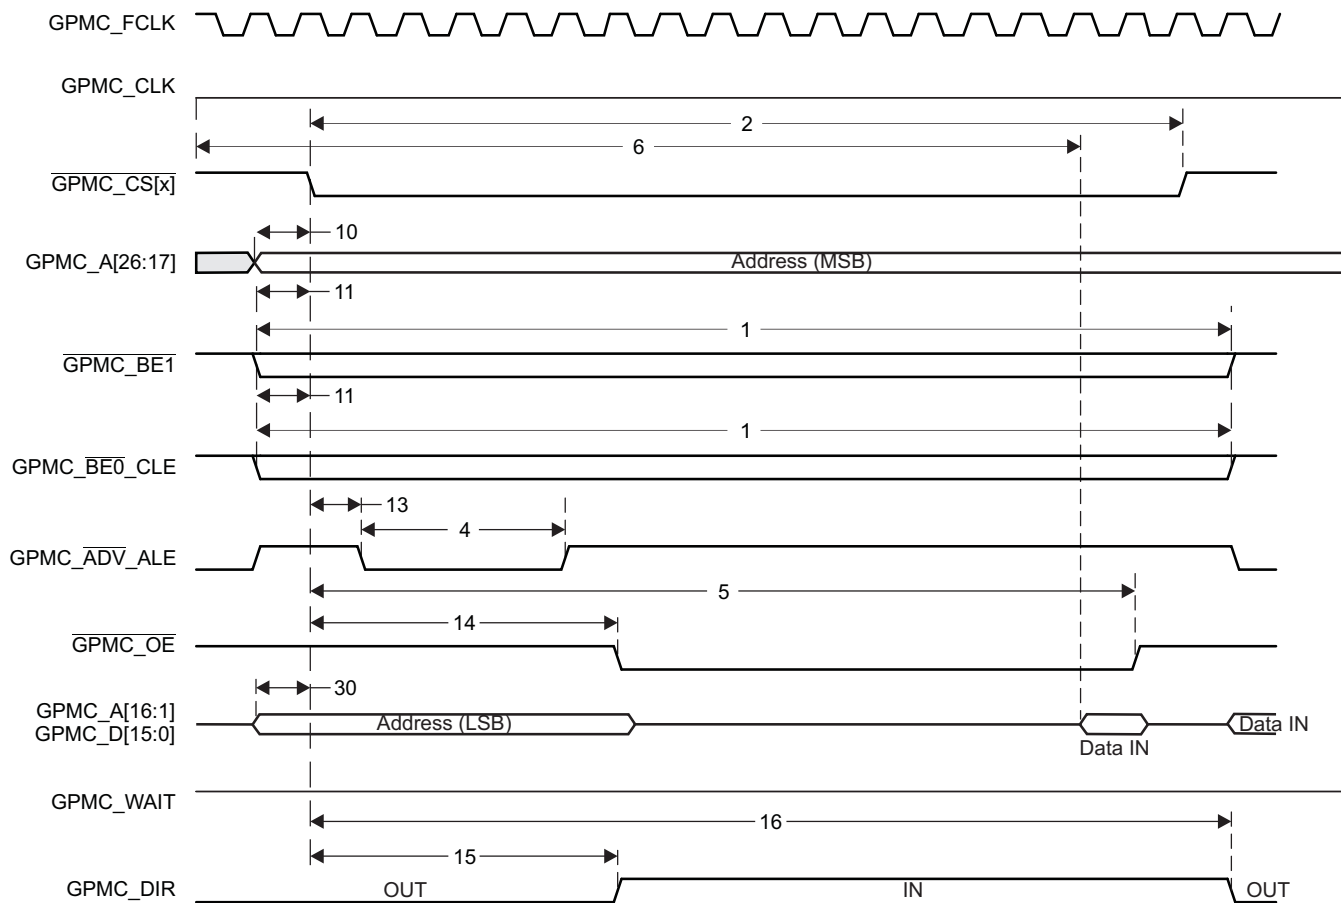 GPMC_FCLK
GPMC_CLK
2
6
GPMC_CS[x]
10
GPMC_A[26:17]
Address (MSB)
11
1
GPMC_BE1
11
1
GPMC_BE0_CLE
13
4
GPMC_ADV_ALE
5
14
GPMC_OE
30
GPMC_A[16:1]
GPMC_D[15:0]
Address (LSB)
Data IN
Data IN
GPMC_WAIT
16
15
GPMC_DIR
OUT
IN
OUT